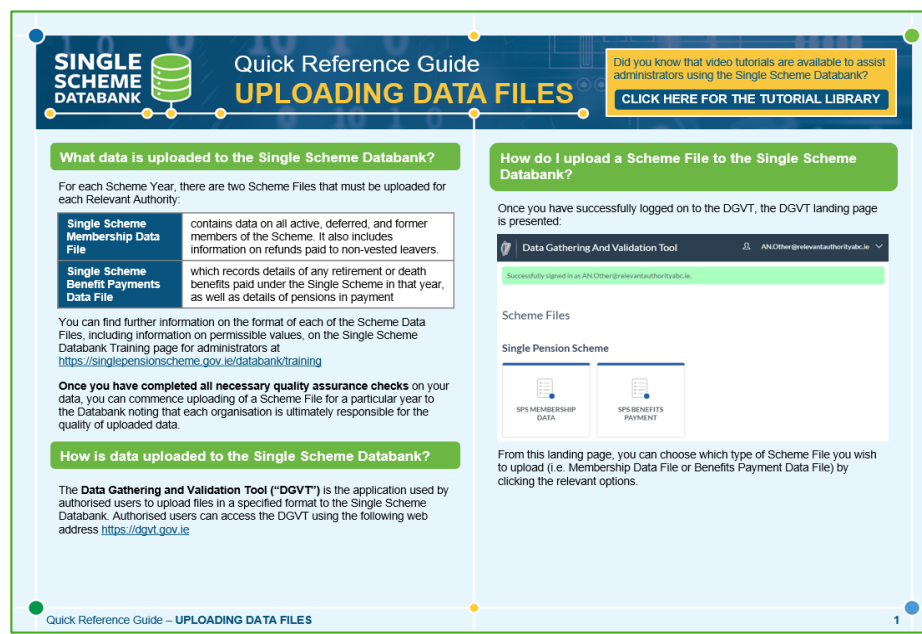 SINGLE
SCHEME
DATABANK
Quick Reference Guide
UPLOADING DATA FILES
Did you know that video tutorials are available to assist
administrators using the Single Scheme Databank?
CLICK HERE FOR THE TUTORIAL LIBRARY
What data is uploaded to the Single Scheme Databank?
For each Scheme Year, there are two Scheme Files that must be uploaded for
each Relevant Authority:
Single Scheme
Membership Data
File
contains data on all active, deferred, and former
members of the Scheme. It also includes
information on refunds paid to non-vested leavers.
Single Scheme
Benefit Payments
Data File
which records details of any retirement or death
benefits paid under the Single Scheme in that year,
as well as details of pensions in payment
You can find further information on the format of each of the Scheme Data
Files, including information on permissible values, on the Single Scheme
Databank Training page for administrators at
https://singlepensionscheme.gov.ie/databank/training
Once you have completed all necessary quality assurance checks on your
data, you can commence uploading of a Scheme File for a particular year to
the Databank noting that each organisation is ultimately responsible for the
quality of uploaded data.
How is data uploaded to the Single Scheme Databank?
The Data Gathering and Validation Tool ("DGVT") is the application used by
authorised users to upload files in a specified format to the Single Scheme
Databank. Authorised users can access the DGVT using the following web
address https://dgvt.gov.ie
How do I upload a Scheme File to the Single Scheme
Databank?
Once you have successfully logged on to the DGVT, the DGVT landing page
is presented:
Data Gathering And Validation Tool
AN.Other@relevantauthorityabc.ie
Successfully signed in as AN.Other@relevantauthorityabc.ie.
Scheme Files
Single Pension Scheme
SPS MEMBERSHIP
DATA
SPS BENEFITS
PAYMENT
From this landing page, you can choose which type of Scheme File you wish
to upload (i.e. Membership Data File or Benefits Payment Data File) by
clicking the relevant options.
Quick Reference Guide – UPLOADING DATA FILES
1